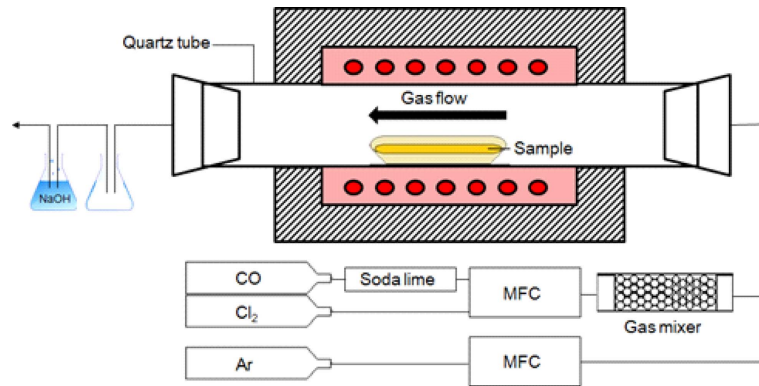 Quartz tube
Gas flow
Sample
NaOH
CO
Soda lime
MFC
Cl₂
Gas mixer
Ar
MFC